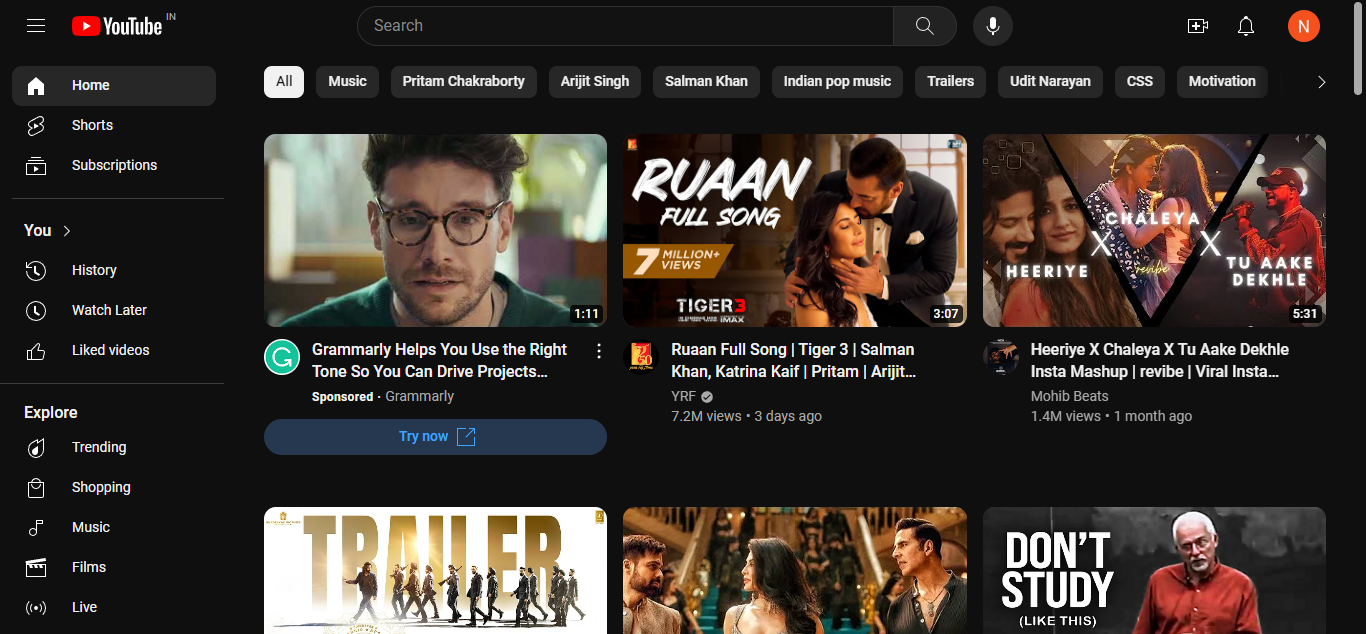 YouTube IN
Search
N
Home
Shorts
Subscriptions
You
History
Watch Later
Liked videos
Explore
Trending
Shopping
Music
Films
Live
All
Music
Pritam Chakraborty
Arijit Singh
Salman Khan
Indian pop music
Trailers
Udit Narayan
CSS
Motivation
1:11
Grammarly Helps You Use the Right
Tone So You Can Drive Projects…
Sponsored · Grammarly
Try now
RUAAN
FULL SONG
7 MILLION+
VIEWS
TIGER 3
IMAX
3:07
Ruaan Full Song | Tiger 3 | Salman
Khan, Katrina Kaif | Pritam | Arijit…
YRF
7.2M views • 3 days ago
CHALEYA
X
X
HEERIYE
revibe
TU AAKE
DEKHLE
5:31
Heeriye X Chaleya X Tu Aake Dekhle
Insta Mashup | revibe | Viral Insta…
Mohib Beats
1.4M views • 1 month ago
TRAILER
DON'T
STUDY
(LIKE THIS)